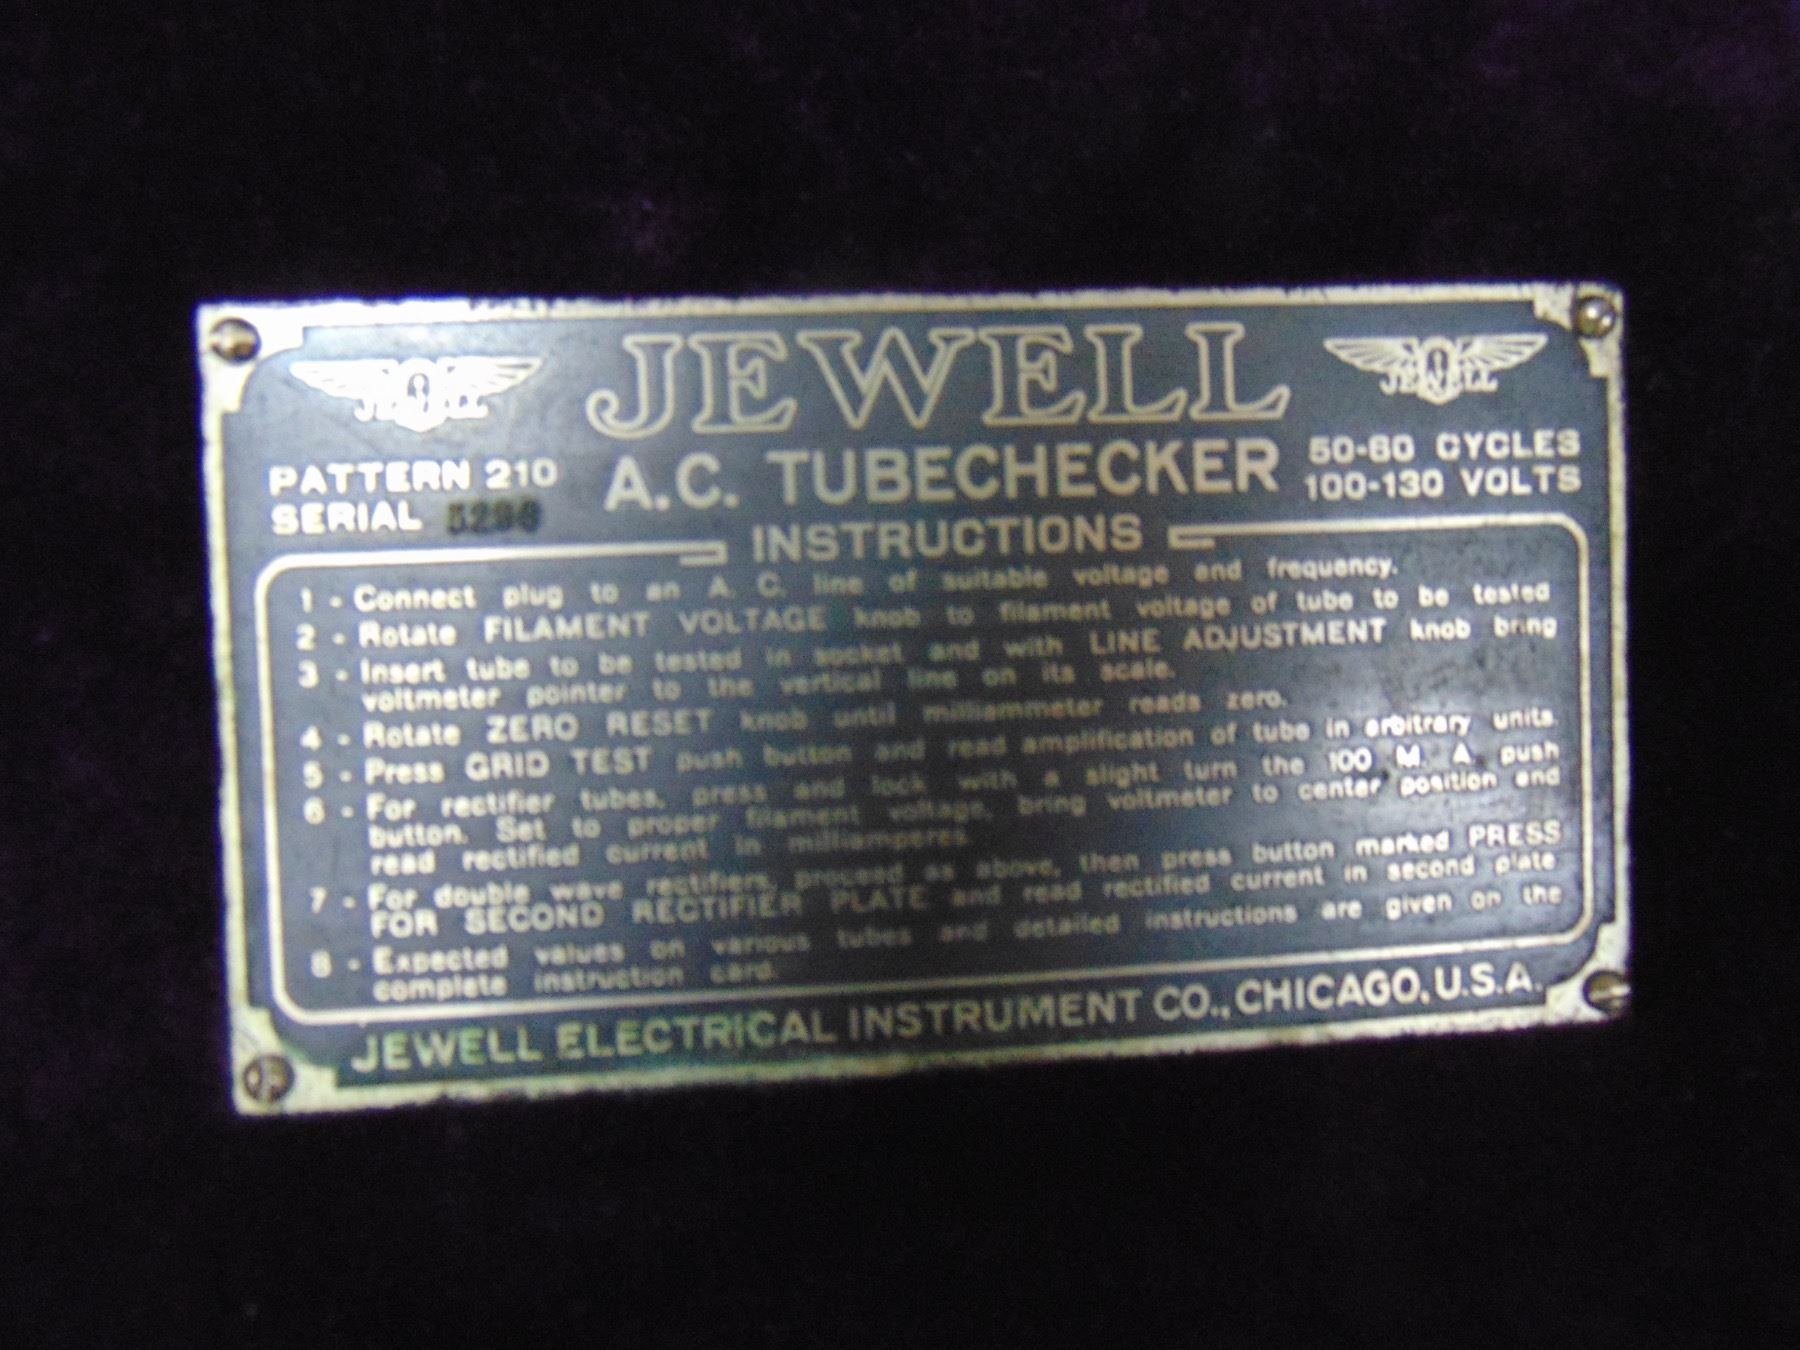 JEWELL
JEWELL
JEWELL
PATTERN 210
A.C. TUBECHECKER
50-60 CYCLES
100-130 VOLTS
SERIAL
INSTRUCTIONS
1 - Connect plug to an A. C. line of suitable voltage and frequency.
2 - Rotate FILAMENT VOLTAGE knob to filament voltage of tube to be tested
3 - Insert tube to be tested in socket and with LINE ADJUSTMENT knob bring
voltmeter pointer to the vertical line on its scale.
4 - Rotate ZERO RESET knob until milliammeter reads zero.
5 - Press GRID TEST push button and read amplification of tube in arbitrary units.
6 - For rectifier tubes, press and lock with a slight turn the 100 M. A. push
button. Set to proper filament voltage, bring voltmeter to center position and
read rectified current in milliamperes.
7 - For double wave rectifiers, proceed as above, then press button marked PRESS
FOR SECOND RECTIFIER PLATE and read rectified current in second plate
8 - Expected values on various tubes and detailed instructions are given on the
complete instruction card.
JEWELL ELECTRICAL INSTRUMENT CO., CHICAGO, U.S.A.